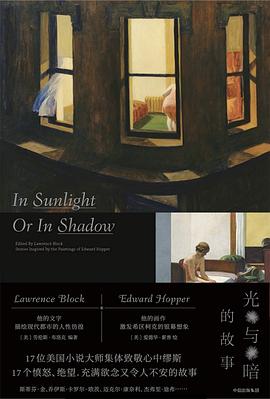 In Sunlight
Or In Shadow
Edited By Lawrence Block
Stories Inspired by the Paintings of Edward Hopper
光与暗
的故事
Lawrence Block
Edward Hopper
他的文字
描绘现代都市的人性彷徨
[美] 劳伦斯·布洛克 编著
他的画作
激发希区柯克的银幕想象
[美] 爱德华·霍普 绘
17位美国小说大师集体致敬心中缪斯
17个愤怒、绝望、充满欲念又令人不安的故事
斯蒂芬·金、乔伊斯·卡罗尔·欧茨、迈克尔·康奈利、杰弗里·迪弗……
中信出版集团